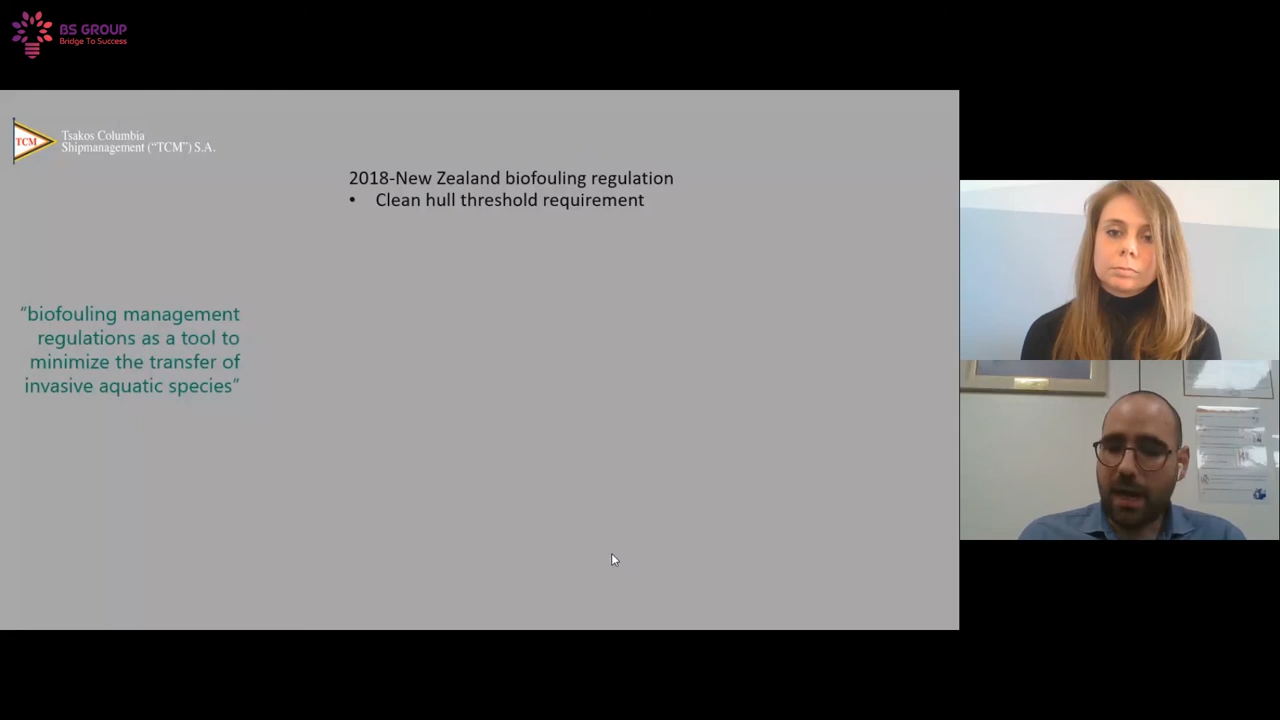 BS GROUP
Bridge To Success
TCM
Tsakos Columbia
Shipmanagement ("TCM") S.A.
2018-New Zealand biofouling regulation
• Clean hull threshold requirement
"biofouling management
regulations as a tool to
minimize the transfer of
invasive aquatic species"